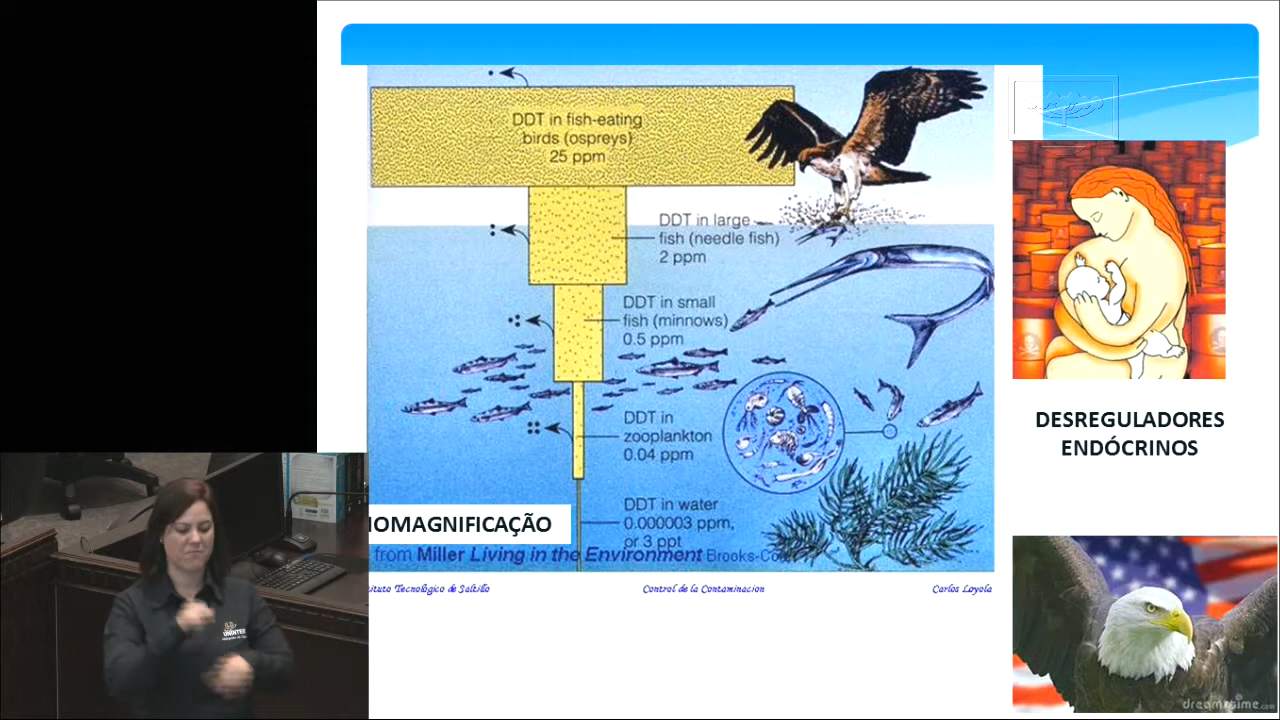 DDT in fish-eating
birds (ospreys)
25 ppm
DDT in large
fish (needle fish)
2 ppm
DDT in small
fish (minnows)
0.5 ppm
DDT in
zooplankton
0.04 ppm
DDT in water
0.000003 ppm,
or 3 ppt
IOMAGNIFICAÇÃO
from Miller Living in the Environment Brooks-Co
ituto Tecnológico de Saltillo
Control de la Contaminacion
Carlos Loyola
DESREGULADORES
ENDÓCRINOS
dreamstime.com